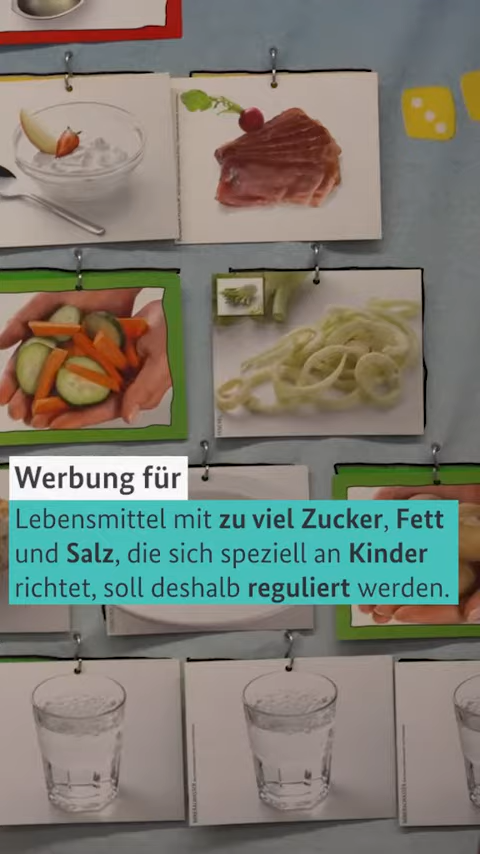 Werbung für
Lebensmittel mit zu viel Zucker, Fett
und Salz, die sich speziell an Kinder
richtet, soll deshalb reguliert werden.